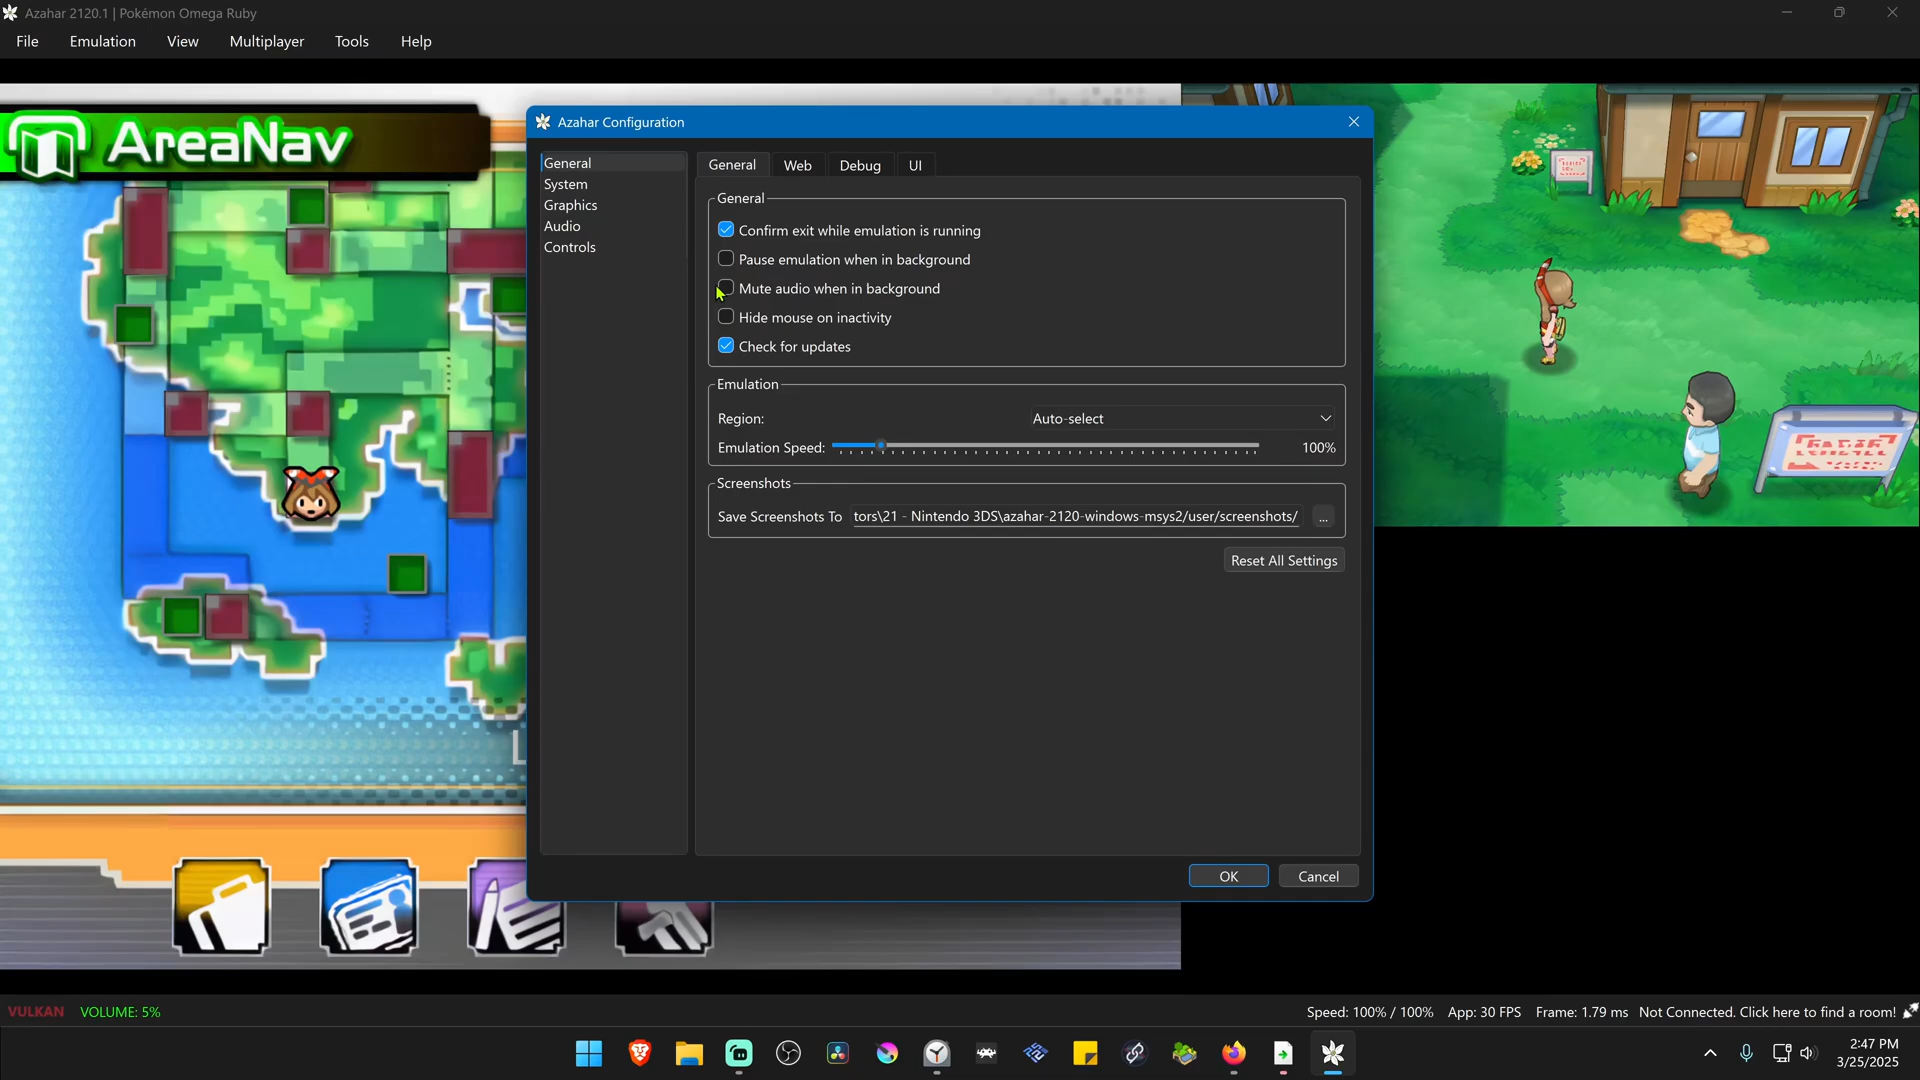 Azahar 2120.1 | Pokémon Omega Ruby
File Emulation View Multiplayer Tools Help
AreaNav
Azahar Configuration
General
System
Graphics
Audio
Controls
General Web Debug UI
General
Confirm exit while emulation is running
Pause emulation when in background
Mute audio when in background
Hide mouse on inactivity
Check for updates
Emulation
Region: Auto-select
Emulation Speed: 100%
Screenshots
Save Screenshots To tors\21 - Nintendo 3DS\azahar-2120-windows-msys2/user/screenshots/ ...
Reset All Settings
OK Cancel
VULKAN VOLUME: 5% Speed: 100% / 100% App: 30 FPS Frame: 1.79 ms Not Connected. Click here to find a room!
2:47 PM
3/25/2025